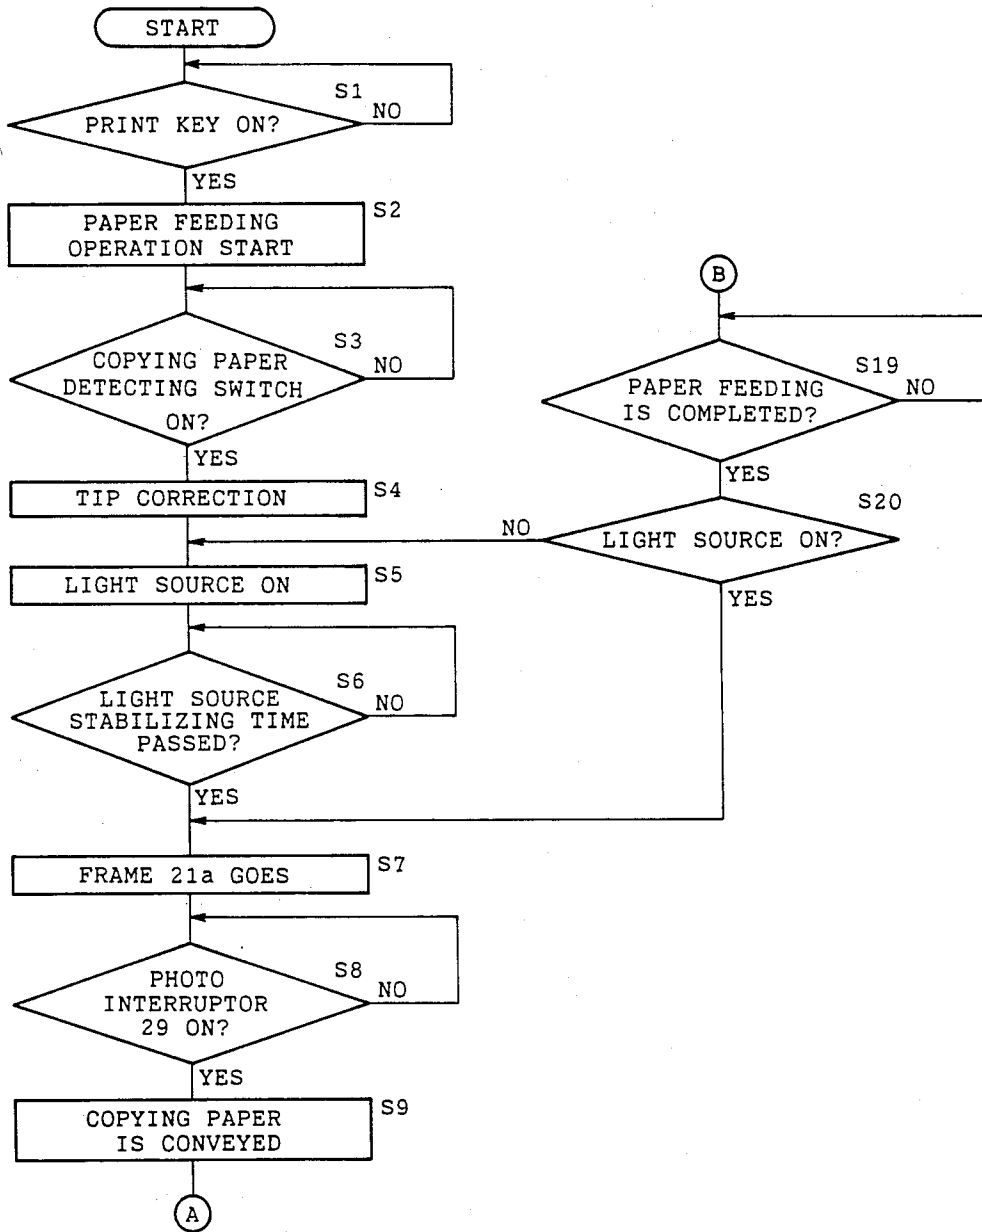 START
S1
NO
PRINT KEY ON?
YES
S2
PAPER FEEDING
OPERATION START
S3
NO
COPYING PAPER
DETECTING SWITCH
ON?
YES
TIP CORRECTION
S4
LIGHT SOURCE ON
S5
S6
NO
LIGHT SOURCE
STABILIZING TIME
PASSED?
YES
FRAME 21a GOES
S7
S8
NO
PHOTO
INTERRUPTOR
29 ON?
YES
S9
COPYING PAPER
IS CONVEYED
A
B
S19
NO
PAPER FEEDING
IS COMPLETED?
YES
S20
NO
LIGHT SOURCE ON?
YES